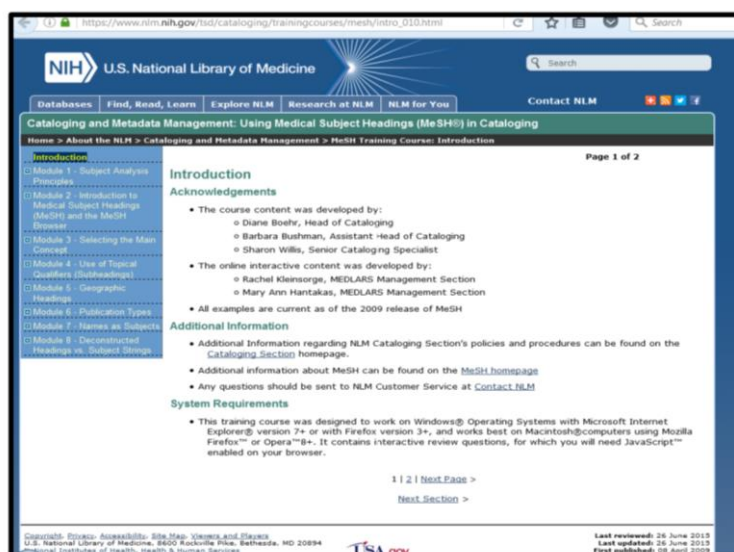 https://www.nlm.nih.gov/tsd/cataloging/trainingcourses/mesh/intro_010.html
Search
NIH U.S. National Library of Medicine
Search
Databases Find, Read, Learn Explore NLM Research at NLM NLM for You Contact NLM
Cataloging and Metadata Management: Using Medical Subject Headings (MeSH®) in Cataloging
Home > About the NLM > Cataloging and Metadata Management > MeSH Training Course: Introduction
Introduction
Module 1 - Subject Analysis
Principles
Module 2 - Introduction to
Medical Subject Headings
(MeSH) and the MeSH
Browser
Module 3 - Selecting the Main
Concept
Module 4 - Use of Topical
Qualifiers (Subheadings)
Module 5 - Geographic
Headings
Module 6 - Publication Types
Module 7 - Names as Subjects
Module 8 - Deconstructed
Headings vs. Subject Strings
Page 1 of 2
Introduction
Acknowledgements
• The course content was developed by:
o Diane Boehr, Head of Cataloging
o Barbara Bushman, Assistant Head of Cataloging
o Sharon Willis, Senior Cataloging Specialist
• The online interactive content was developed by:
o Rachel Kleinsorge, MEDLARS Management Section
o Mary Ann Hantakas, MEDLARS Management Section
• All examples are current as of the 2009 release of MeSH
Additional Information
• Additional Information regarding NLM Cataloging Section's policies and procedures can be found on the
Cataloging Section homepage.
• Additional information about MeSH can be found on the MeSH homepage
• Any questions should be sent to NLM Customer Service at Contact NLM
System Requirements
• This training course was designed to work on Windows® Operating Systems with Microsoft Internet
Explorer® version 7+ or with Firefox version 3+, and works best on Macintosh®computers using Mozilla
Firefox™ or Opera™8+. It contains interactive review questions, for which you will need JavaScript™
enabled on your browser.
1 | 2 | Next Page >
Next Section >
Copyright, Privacy, Accessibility, Site Map, Viewers and Players
U.S. National Library of Medicine, 8600 Rockville Pike, Bethesda, MD 20894
National Institutes of Health, Health & Human Services
USA.gov
Last reviewed: 26 June 2015
Last updated: 26 June 2015
First published: 08 April 2009